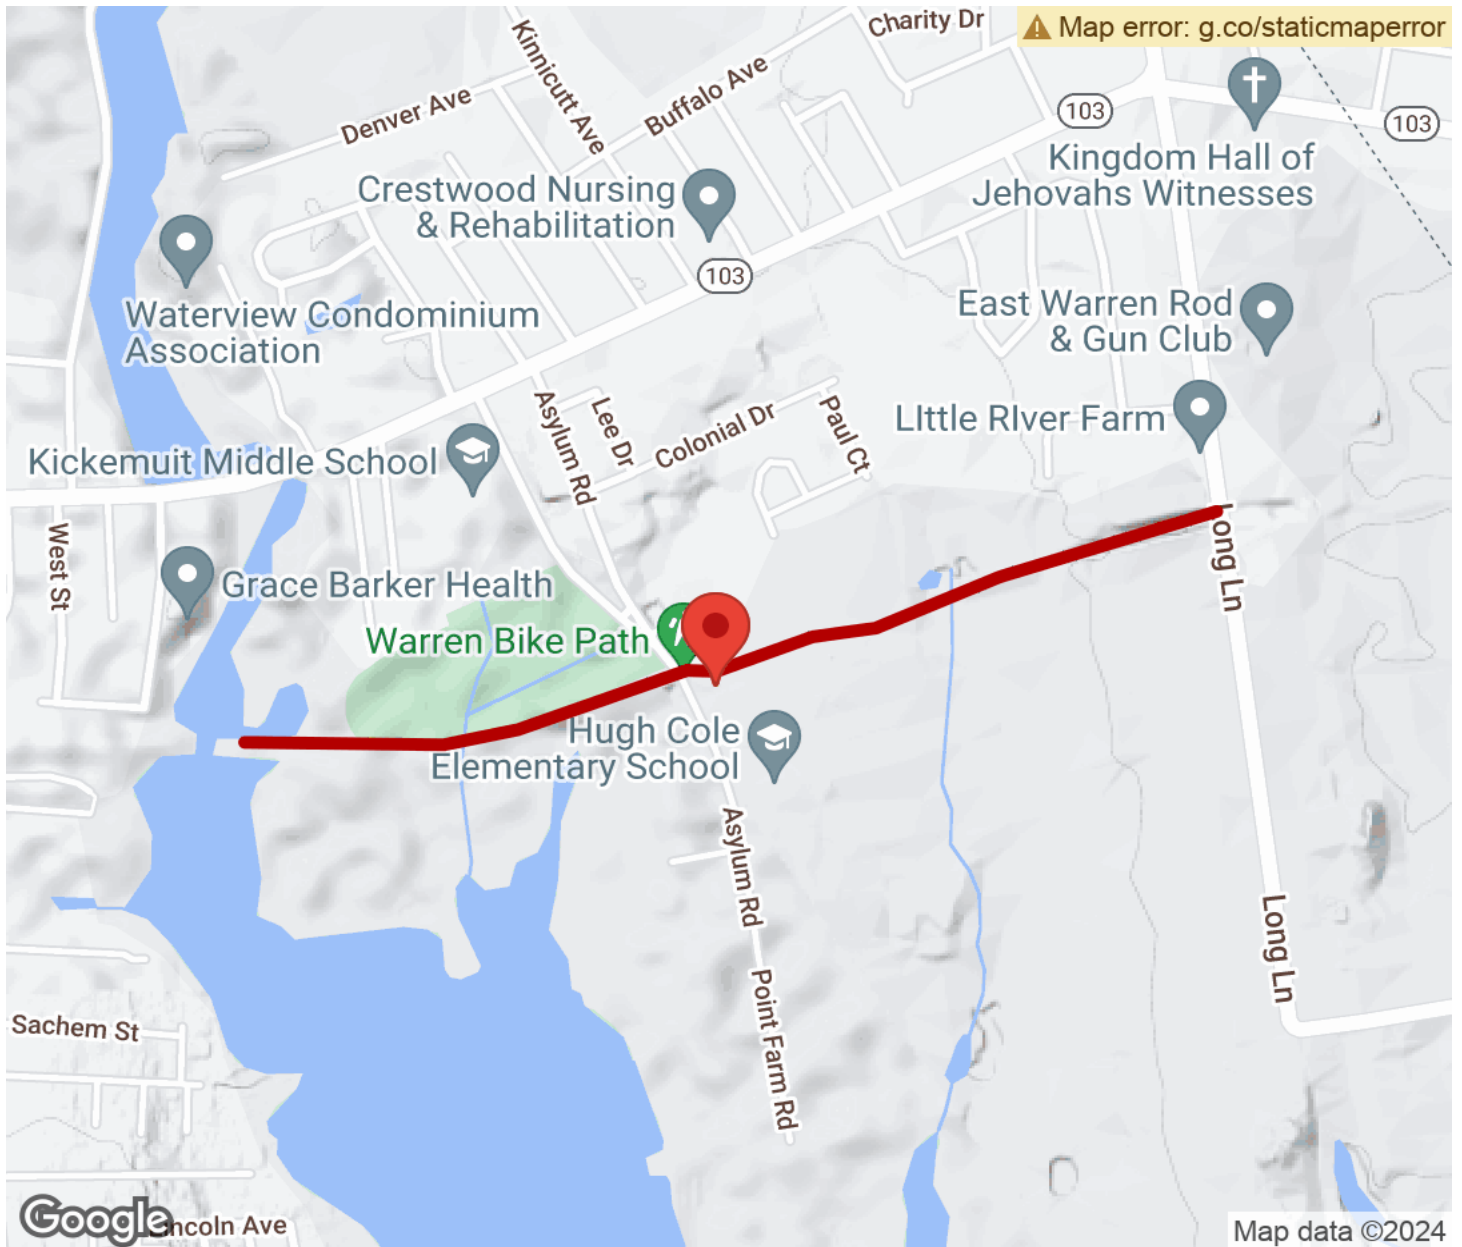 Charity Dr
Map error: g.co/staticmaperror
Kinnicutt Ave
Buffalo Ave
Denver Ave
103
103
Kingdom Hall of
Jehovahs Witnesses
Crestwood Nursing
& Rehabilitation
103
Waterview Condominium
Association
East Warren Rod
& Gun Club
Asylum Rd
Lee Dr
Colonial Dr
Paul Ct
LIttle RIver Farm
Kickemuit Middle School
West St
Grace Barker Health
Long Ln
Warren Bike Path
Hugh Cole
Elementary School
Asylum Rd
Long Ln
Point Farm Rd
Sachem St
Google
incoln Ave
Map data ©2024